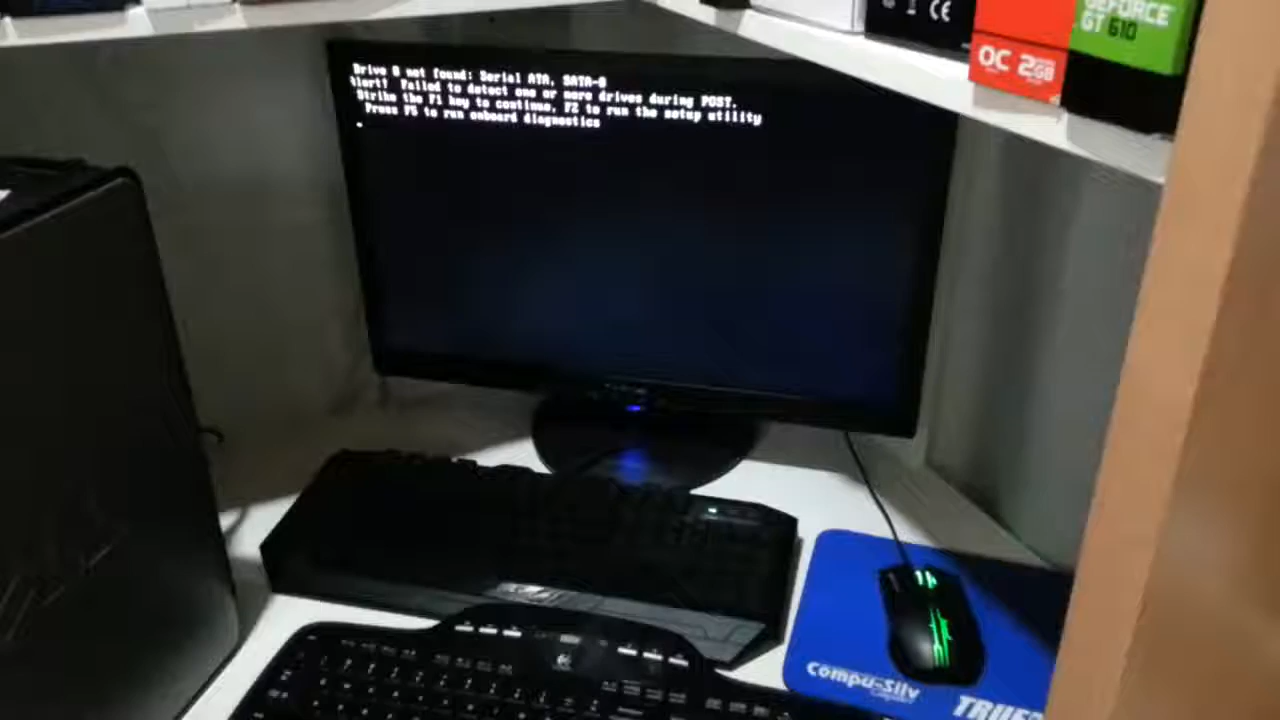 CE
GEFORCE
GT 610
OC 2GB
Drive 0 not found: Serial ATA, SATA-0
Alert! Failed to detect one or more drives during POST.
Strike the F1 key to continue, F2 to run the setup utility
Press F5 to run onboard diagnostics
Compu-Silv